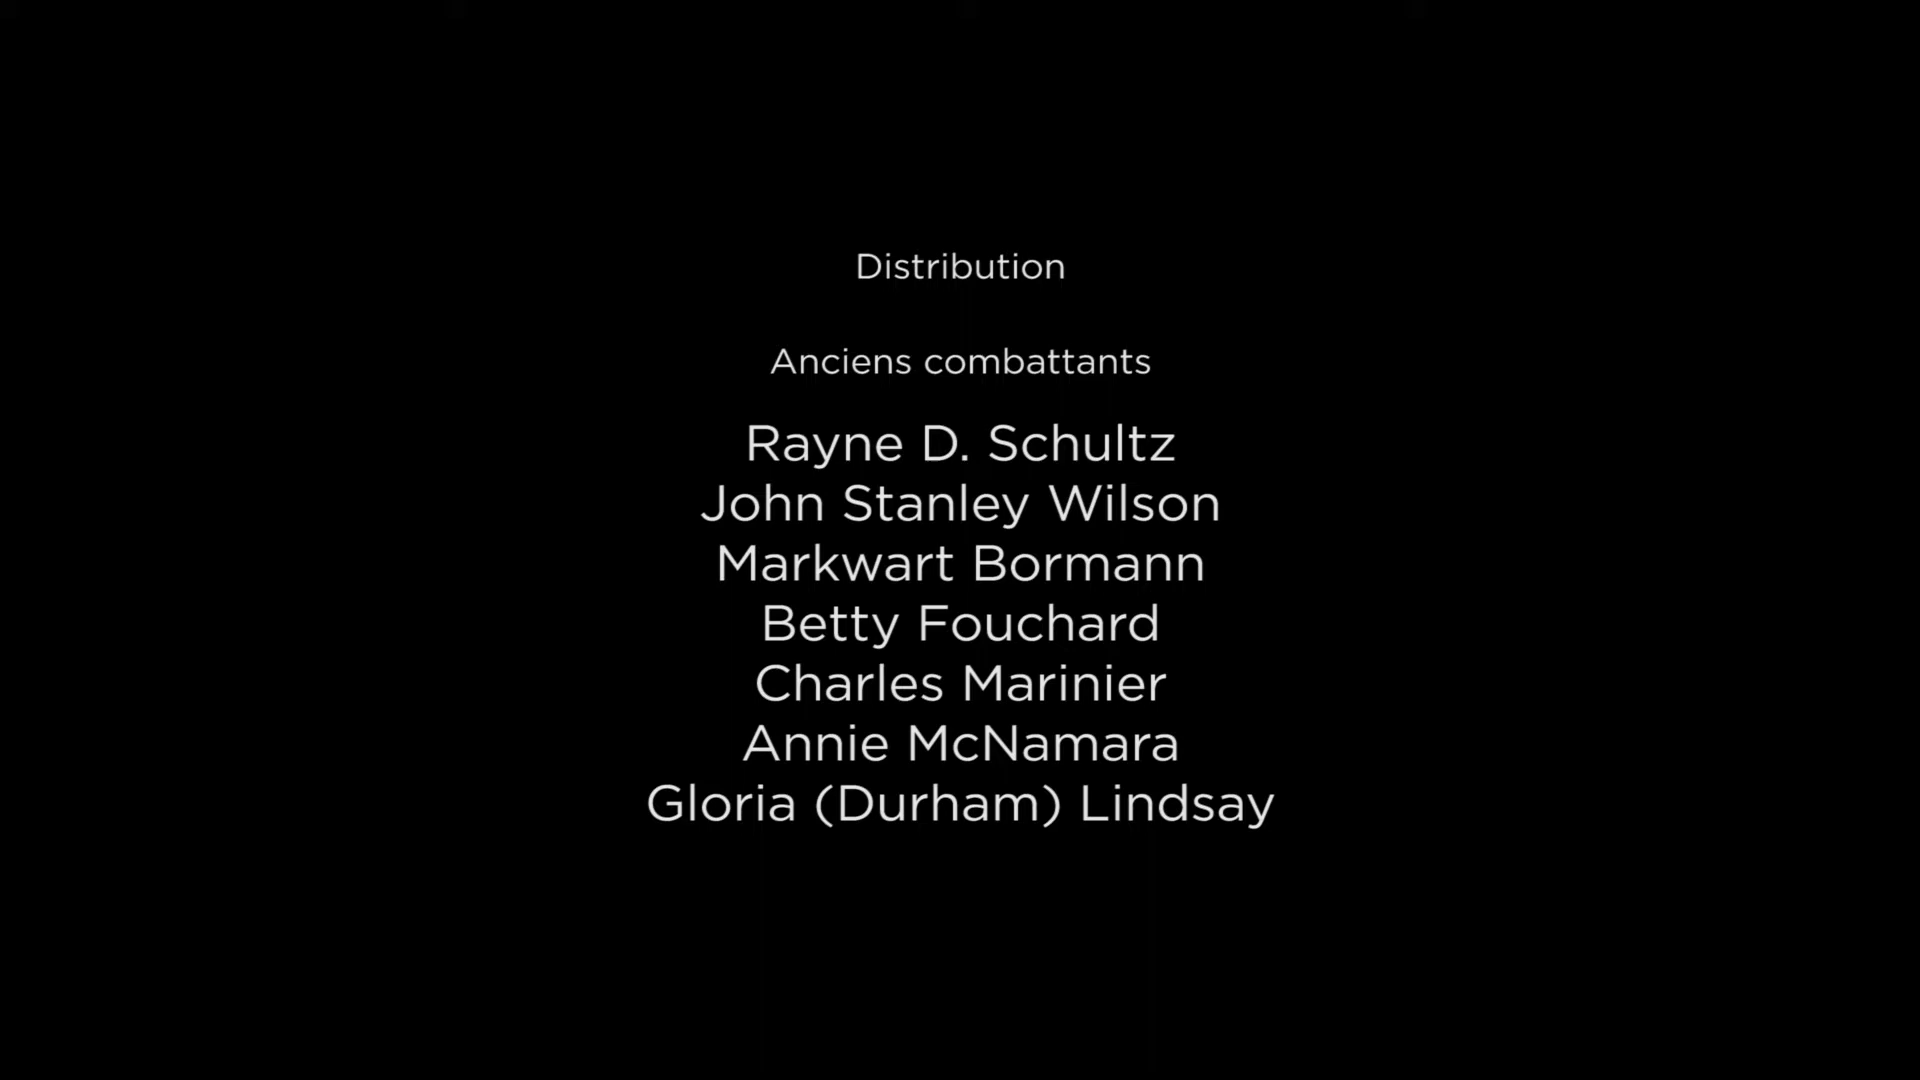 Distribution
Anciens combattants
Rayne D. Schultz
John Stanley Wilson
Markwart Bormann
Betty Fouchard
Charles Marinier
Annie McNamara
Gloria (Durham) Lindsay